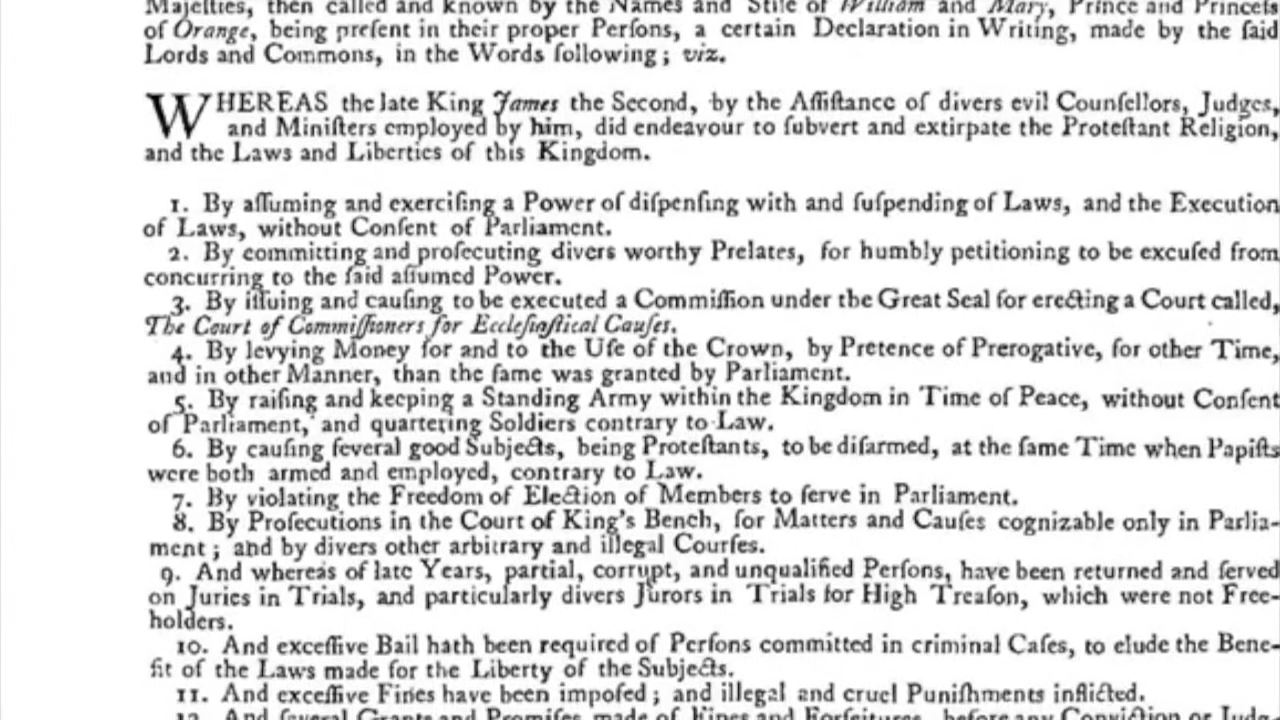 Majeſties, then called and known by the Names and Stile of William and Mary, Prince and Princeſs
of Orange, being preſent in their proper Perſons, a certain Declaration in Writing, made by the ſaid
Lords and Commons, in the Words following; viz.
WHEREAS the late King James the Second, by the Aſſiſtance of divers evil Counſellors, Judges,
and Miniſters employed by him, did endeavour to ſubvert and extirpate the Proteſtant Religion,
and the Laws and Liberties of this Kingdom.
1. By aſſuming and exerciſing a Power of diſpenſing with and ſuſpending of Laws, and the Execution
of Laws, without Conſent of Parliament.
2. By committing and proſecuting divers worthy Prelates, for humbly petitioning to be excuſed from
concurring to the ſaid aſſumed Power.
3. By iſſuing and cauſing to be executed a Commiſſion under the Great Seal for erecting a Court called,
The Court of Commiſſioners for Eccleſiaſtical Cauſes.
4. By levying Money for and to the Uſe of the Crown, by Pretence of Prerogative, for other Time,
and in other Manner, than the ſame was granted by Parliament.
5. By raiſing and keeping a Standing Army within the Kingdom in Time of Peace, without Conſent
of Parliament, and quartering Soldiers contrary to Law.
6. By cauſing ſeveral good Subjects, being Proteſtants, to be diſarmed, at the ſame Time when Papiſts
were both armed and employed, contrary to Law.
7. By violating the Freedom of Election of Members to ſerve in Parliament.
8. By Proſecutions in the Court of King's Bench, for Matters and Cauſes cognizable only in Parlia-
ment; and by divers other arbitrary and illegal Courſes.
9. And whereas of late Years, partial, corrupt, and unqualified Perſons, have been returned and ſerved
on Juries in Trials, and particularly divers Jurors in Trials for High Treaſon, which were not Free-
holders.
10. And exceſſive Bail hath been required of Perſons committed in criminal Caſes, to elude the Bene-
fit of the Laws made for the Liberty of the Subjects.
11. And exceſſive Fines have been impoſed; and illegal and cruel Puniſhments inflicted.
12. And ſeveral Grants and Promiſes made of Fines and Forfeitures, before any Conviction or Judg-